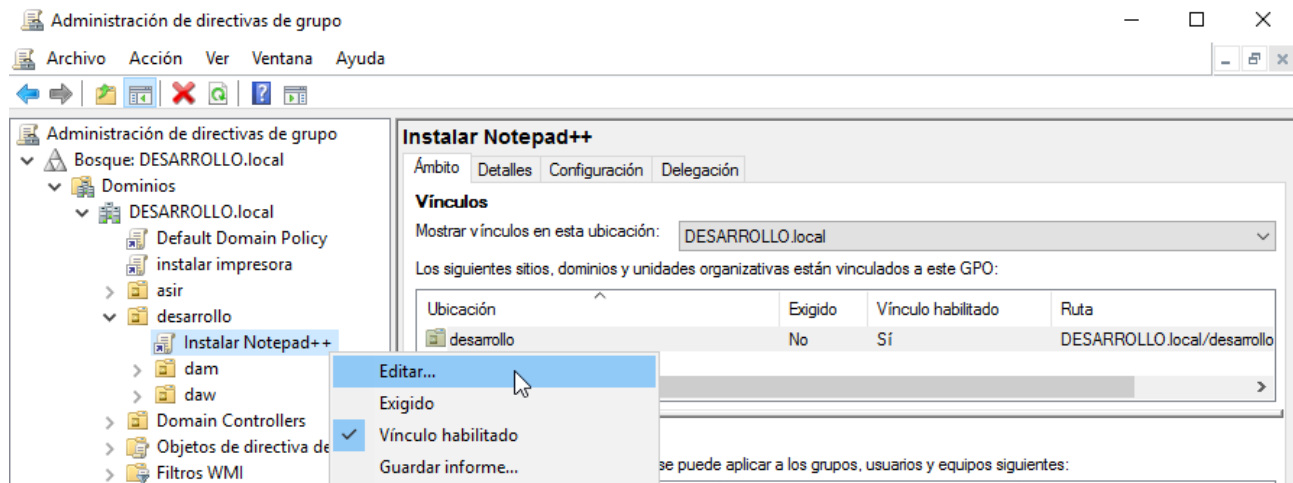 Administración de directivas de grupo
Archivo Acción Ver Ventana Ayuda
Administración de directivas de grupo
Bosque: DESARROLLO.local
Dominios
DESARROLLO.local
Default Domain Policy
instalar impresora
asir
desarrollo
Instalar Notepad++
dam
daw
Domain Controllers
Objetos de directiva de
Filtros WMI
Editar...
Exigido
Vínculo habilitado
Guardar informe...
Instalar Notepad++
Ámbito Detalles Configuración Delegación
Vínculos
Mostrar vínculos en esta ubicación: DESARROLLO.local
Los siguientes sitios, dominios y unidades organizativas están vinculados a este GPO:
Ubicación Exigido Vínculo habilitado Ruta
desarrollo No Sí DESARROLLO.local/desarrollo
se puede aplicar a los grupos, usuarios y equipos siguientes: